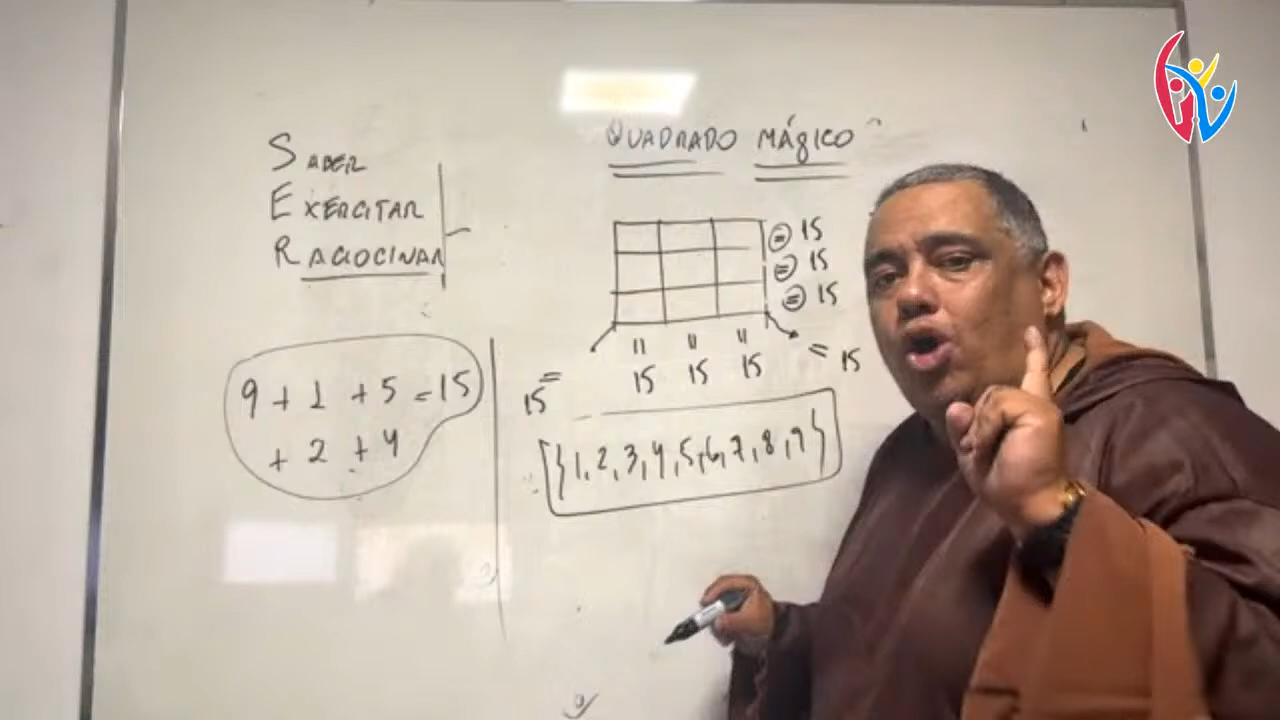 SABER
EXERCITAR
RACIOCINAR
9 + 1 + 5 = 15
+ 2 + 4
QUADRADO MÁGICO
= 15
= 15
= 15
= 15
15 =
15 15 15
{1,2,3,4,5,6,7,8,9}